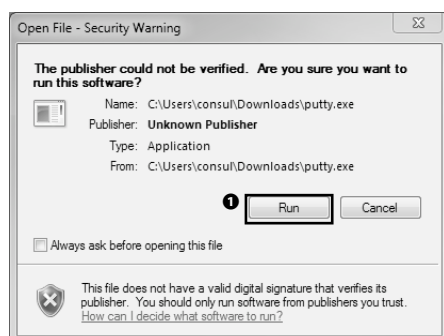 Open File - Security Warning
The publisher could not be verified. Are you sure you want to
run this software?
Name: C:\Users\consul\Downloads\putty.exe
Publisher: Unknown Publisher
Type: Application
From: C:\Users\consul\Downloads\putty.exe
1 Run Cancel
Always ask before opening this file
This file does not have a valid digital signature that verifies its
publisher. You should only run software from publishers you trust.
How can I decide what software to run?